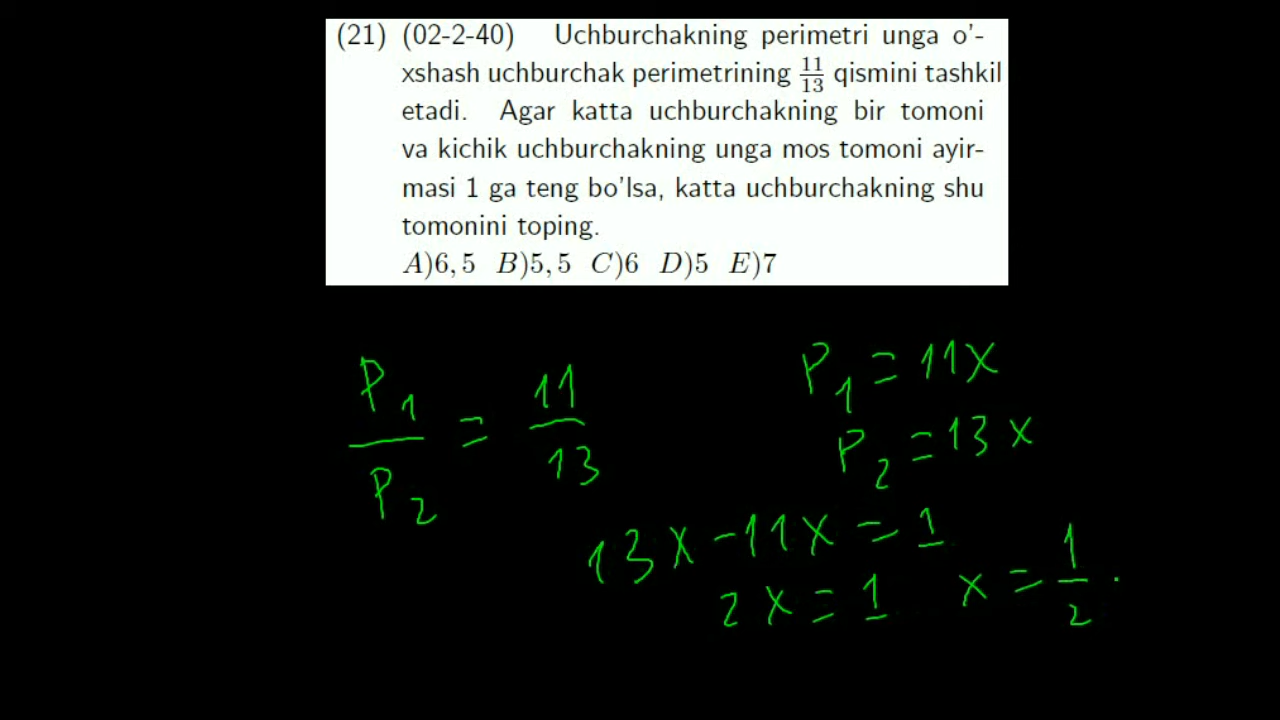 (21) (02-2-40) Uchburchakning perimetri unga o'-
xshash uchburchak perimetrining 11/13 qismini tashkil
etadi. Agar katta uchburchakning bir tomoni
va kichik uchburchakning unga mos tomoni ayir-
masi 1 ga teng bo'lsa, katta uchburchakning shu
tomonini toping.
A)6, 5 B)5, 5 C)6 D)5 E)7
P₁/P₂ = 11/13
P₁ = 11x
P₂ = 13x
13x - 11x = 1
2x = 1 x = 1/2 .